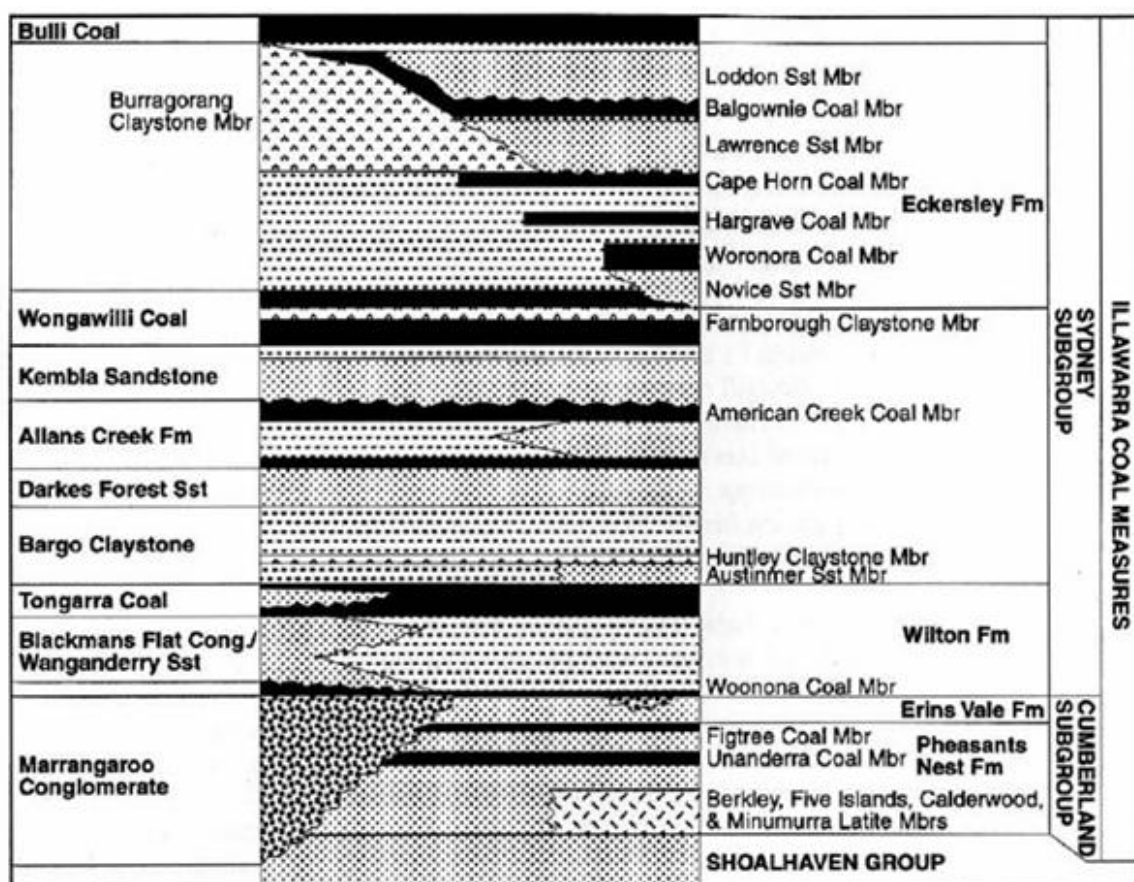 Bulli Coal
Burragorang
Claystone Mbr
Wongawilli Coal
Kembla Sandstone
Allans Creek Fm
Darkes Forest Sst
Bargo Claystone
Tongarra Coal
Blackmans Flat Cong./
Wanganderry Sst
Marrangaroo
Conglomerate
Loddon Sst Mbr
Balgownie Coal Mbr
Lawrence Sst Mbr
Cape Horn Coal Mbr
Eckersley Fm
Hargrave Coal Mbr
Woronora Coal Mbr
Novice Sst Mbr
Farnborough Claystone Mbr
American Creek Coal Mbr
Huntley Claystone Mbr
Austinmer Sst Mbr
Wilton Fm
Woonona Coal Mbr
Erins Vale Fm
Figtree Coal Mbr
Unanderra Coal Mbr
Pheasants
Nest Fm
Berkley, Five Islands, Calderwood,
& Minumurra Latite Mbrs
SHOALHAVEN GROUP
SYDNEY
SUBGROUP
CUMBERLAND
SUBGROUP
ILLAWARRA COAL MEASURES